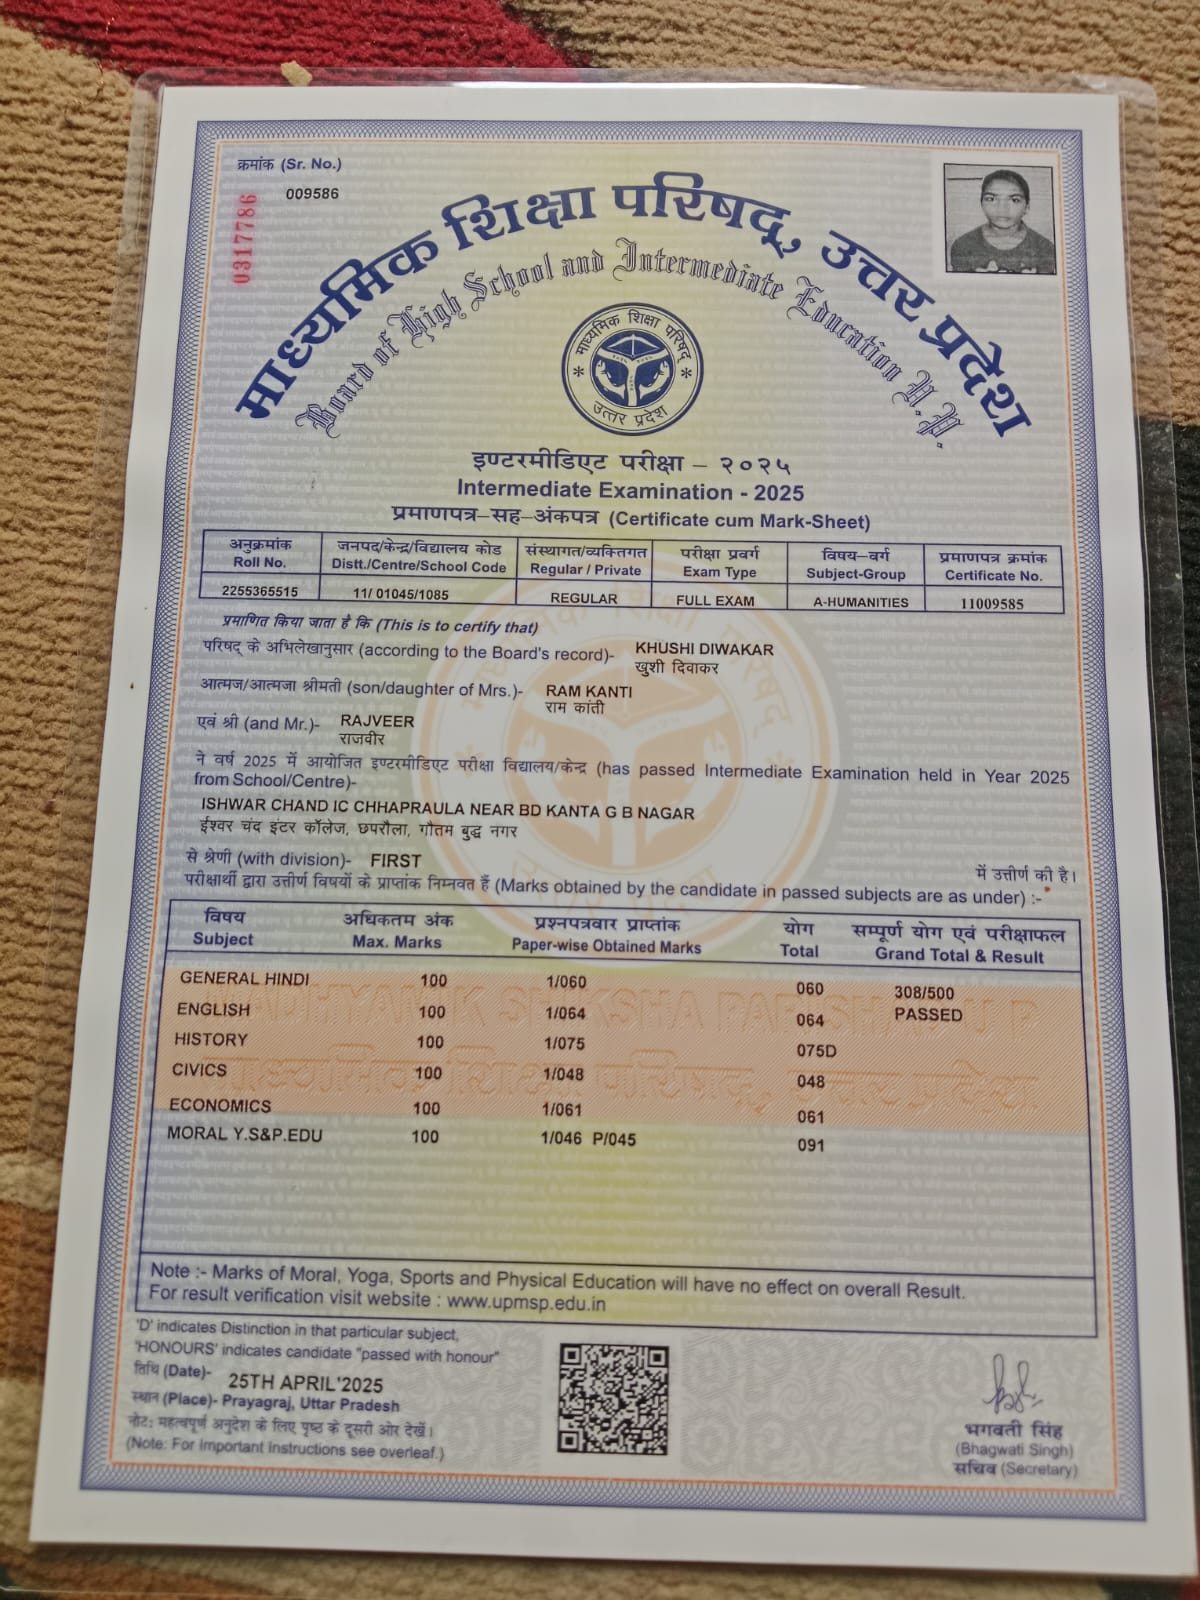 क्रमांक (Sr. No.)
009586
0317786
माध्यमिक शिक्षा परिषद्, उत्तर प्रदेश
Board of High School and Intermediate Education U.P.
माध्यमिक शिक्षा परिषद्
उत्तर प्रदेश
इण्टरमीडिएट परीक्षा – २०२५
Intermediate Examination - 2025
प्रमाणपत्र–सह–अंकपत्र (Certificate cum Mark-Sheet)
अनुक्रमांक जनपद/केन्द्र/विद्यालय कोड संस्थागत/व्यक्तिगत परीक्षा प्रवर्ग विषय–वर्ग प्रमाणपत्र क्रमांक
Roll No. Distt./Centre/School Code Regular / Private Exam Type Subject-Group Certificate No.
2255365515 11/ 01045/1085 REGULAR FULL EXAM A-HUMANITIES 11009585
प्रमाणित किया जाता है कि (This is to certify that)
परिषद् के अभिलेखानुसार (according to the Board's record)- KHUSHI DIWAKAR
खुशी दिवाकर
आत्मज/आत्मजा श्रीमती (son/daughter of Mrs.)- RAM KANTI
राम कांती
एवं श्री (and Mr.)- RAJVEER
राजवीर
ने वर्ष 2025 में आयोजित इण्टरमीडिएट परीक्षा विद्यालय/केन्द्र (has passed Intermediate Examination held in Year 2025
from School/Centre)-
ISHWAR CHAND IC CHHAPRAULA NEAR BD KANTA G B NAGAR
ईश्वर चंद इंटर कॉलेज, छपरौला, गौतम बुद्ध नगर
से श्रेणी (with division)- FIRST में उत्तीर्ण की है।
परीक्षार्थी द्वारा उत्तीर्ण विषयों के प्राप्तांक निम्नवत हैं (Marks obtained by the candidate in passed subjects are as under) :-
विषय अधिकतम अंक प्रश्नपत्रवार प्राप्तांक योग सम्पूर्ण योग एवं परीक्षाफल
Subject Max. Marks Paper-wise Obtained Marks Total Grand Total & Result
GENERAL HINDI 100 1/060 060 308/500
ENGLISH 100 1/064 064 PASSED
HISTORY 100 1/075 075D
CIVICS 100 1/048 048
ECONOMICS 100 1/061 061
MORAL Y.S&P.EDU 100 1/046 P/045 091
Note :- Marks of Moral, Yoga, Sports and Physical Education will have no effect on overall Result.
For result verification visit website : www.upmsp.edu.in
'D' indicates Distinction in that particular subject,
'HONOURS' indicates candidate "passed with honour"
तिथि (Date)- 25TH APRIL'2025
स्थान (Place)- Prayagraj, Uttar Pradesh
नोट: महत्वपूर्ण अनुदेश के लिए पृष्ठ के दूसरी ओर देखें।
(Note: For Important Instructions see overleaf.)
भगवती सिंह
(Bhagwati Singh)
सचिव (Secretary)